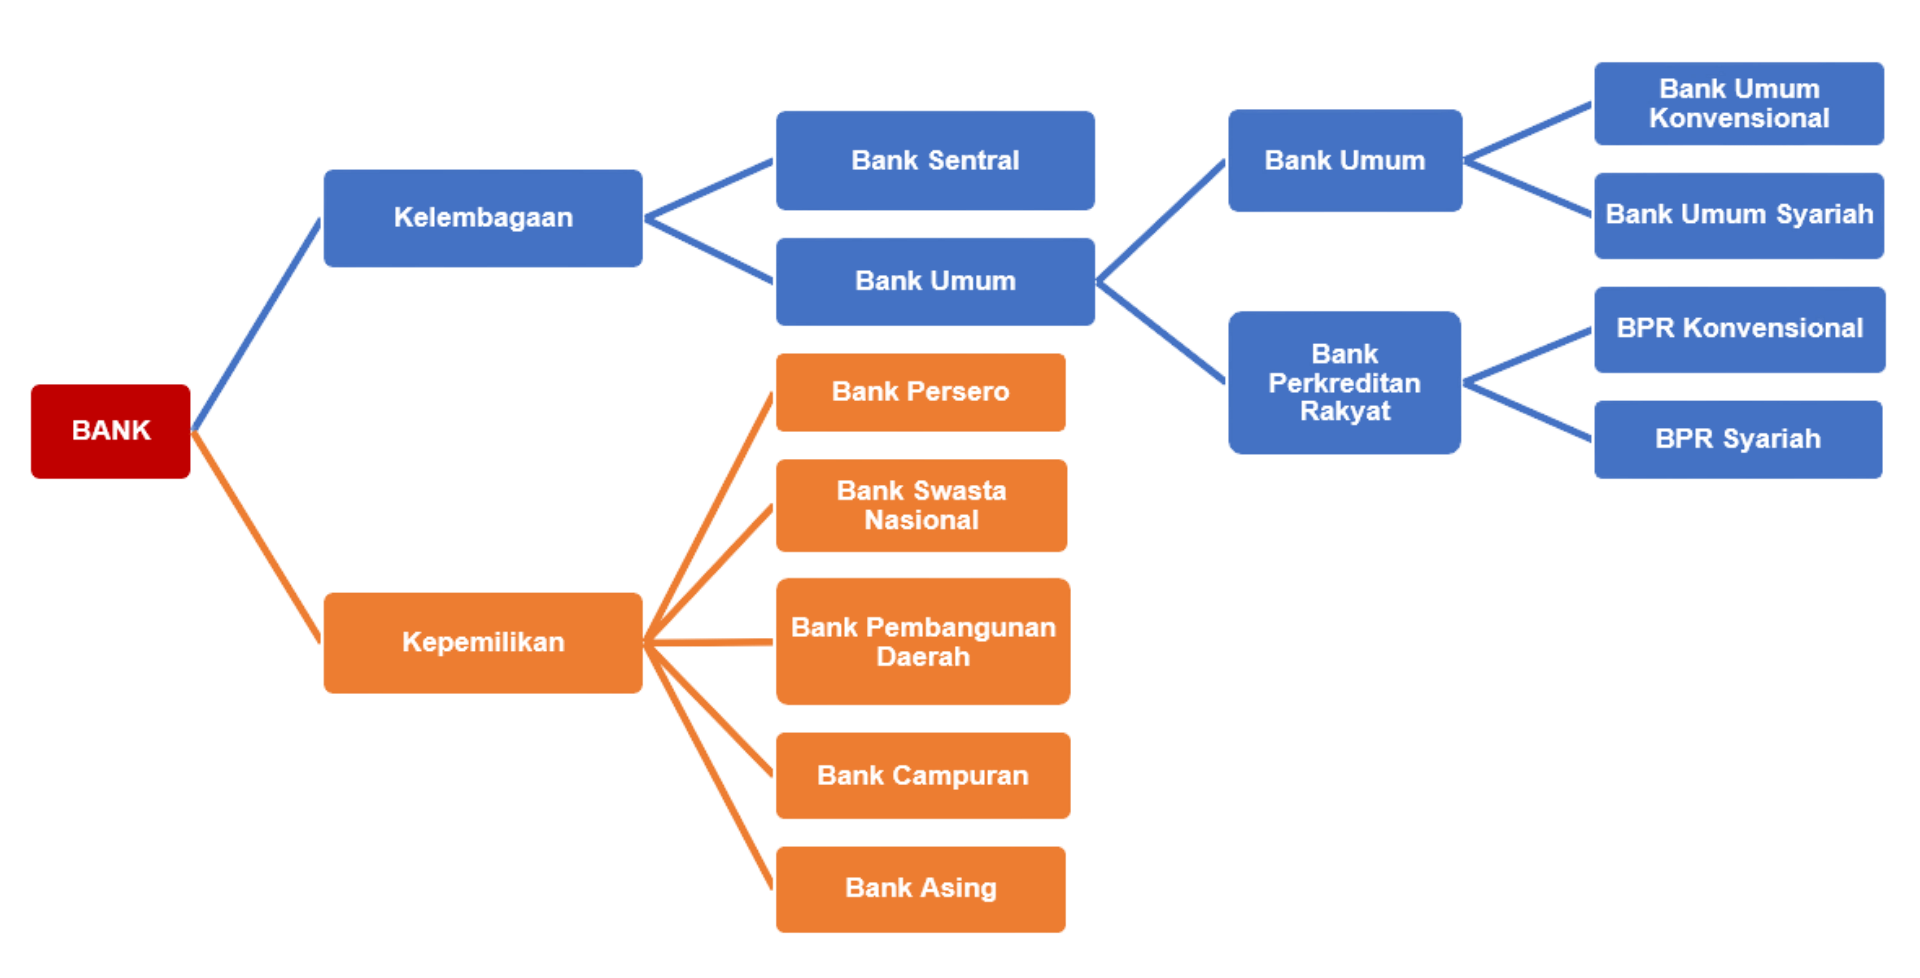 BANK
Kelembagaan
Bank Sentral
Bank Umum
Bank Umum
Bank Umum
Konvensional
Bank Umum Syariah
Bank
Perkreditan
Rakyat
BPR Konvensional
BPR Syariah
Kepemilikan
Bank Persero
Bank Swasta
Nasional
Bank Pembangunan
Daerah
Bank Campuran
Bank Asing